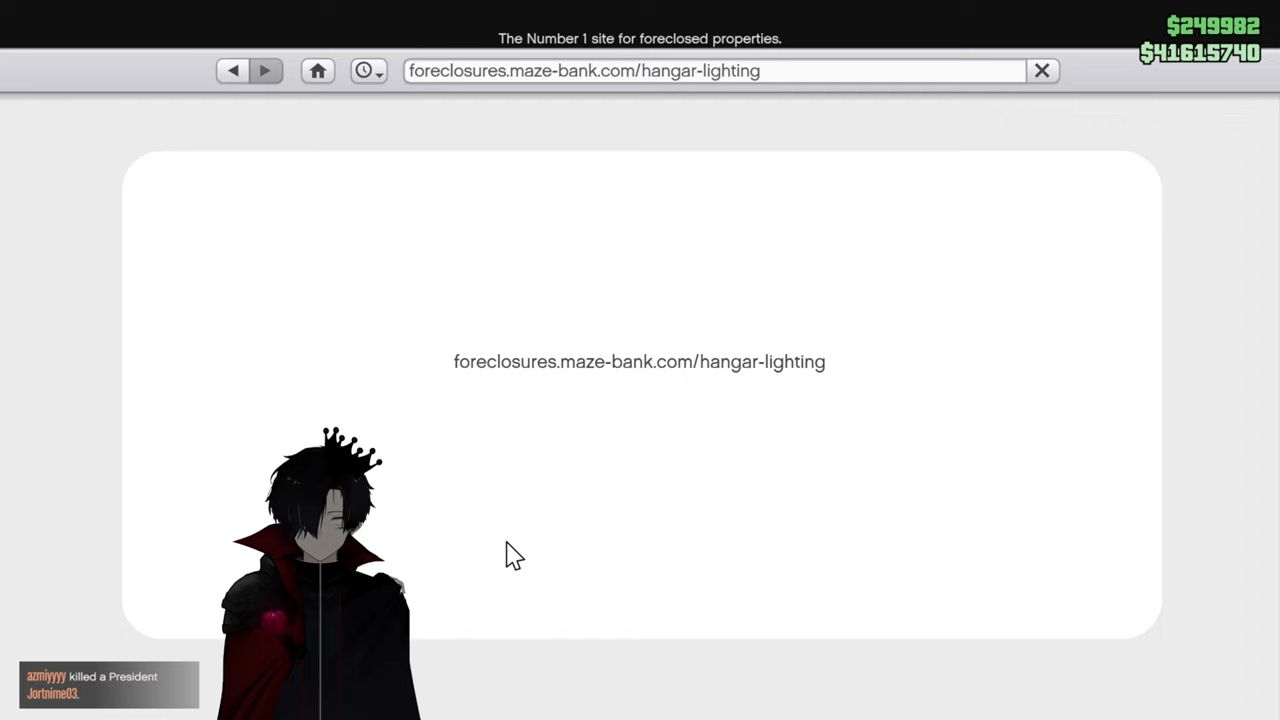 $249982
The Number 1 site for foreclosed properties.
$41615740
foreclosures.maze-bank.com/hangar-lighting
foreclosures.maze-bank.com/hangar-lighting
azmiyyyy killed a President
Jortnime03.